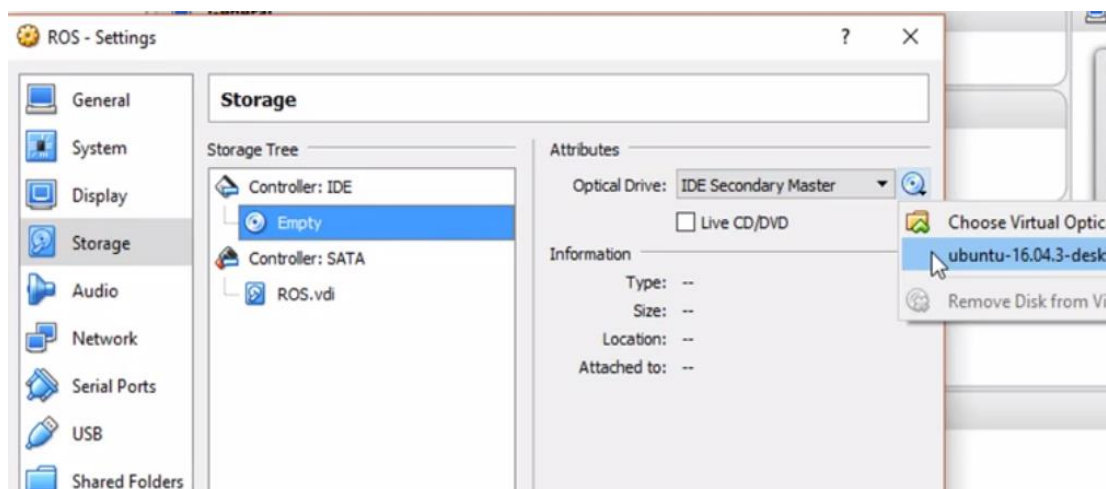 General
ROS - Settings
?
General
System
Display
Storage
Audio
Network
Serial Ports
USB
Shared Folders
Storage
Storage Tree
Controller: IDE
Empty
Controller: SATA
ROS.vdi
Attributes
Optical Drive: IDE Secondary Master
Live CD/DVD
Information
Type: --
Size: --
Location: --
Attached to: --
Choose Virtual Optic
ubuntu-16.04.3-desk
Remove Disk from Vi